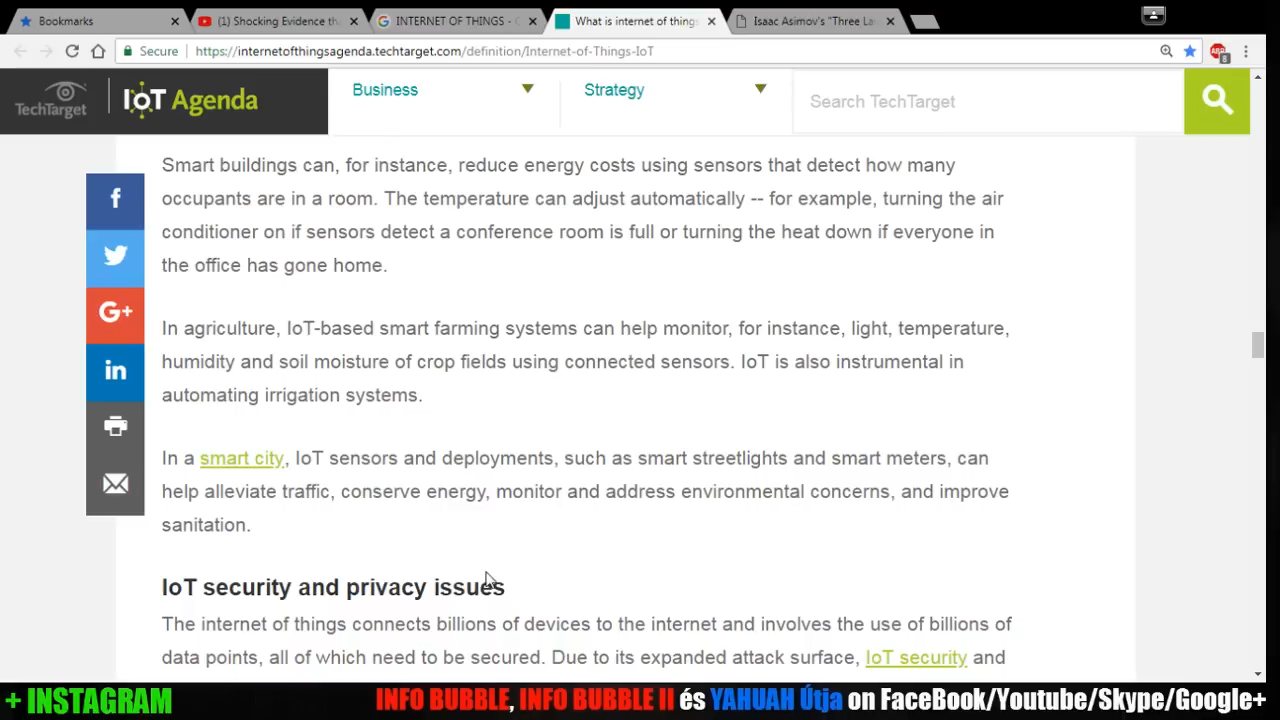 Bookmarks
(1) Shocking Evidence tha
INTERNET OF THINGS - G
What is internet of things
Isaac Asimov's "Three La
Secure https://internetofthingsagenda.techtarget.com/definition/Internet-of-Things-IoT
ABP 8
TechTarget
IoT Agenda
Business
Strategy
Search TechTarget
Smart buildings can, for instance, reduce energy costs using sensors that detect how many
occupants are in a room. The temperature can adjust automatically -- for example, turning the air
conditioner on if sensors detect a conference room is full or turning the heat down if everyone in
the office has gone home.
In agriculture, IoT-based smart farming systems can help monitor, for instance, light, temperature,
humidity and soil moisture of crop fields using connected sensors. IoT is also instrumental in
automating irrigation systems.
In a smart city, IoT sensors and deployments, such as smart streetlights and smart meters, can
help alleviate traffic, conserve energy, monitor and address environmental concerns, and improve
sanitation.
IoT security and privacy issues
The internet of things connects billions of devices to the internet and involves the use of billions of
data points, all of which need to be secured. Due to its expanded attack surface, IoT security and
f
G+
in
+ INSTAGRAM
INFO BUBBLE, INFO BUBBLE II és YAHUAH Útja on FaceBook/Youtube/Skype/Google+